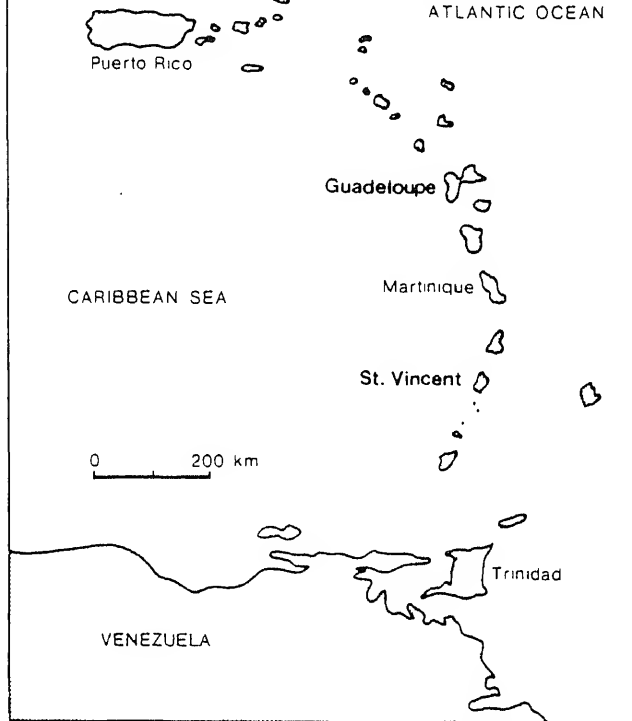 ATLANTIC OCEAN
Puerto Rico
Guadeloupe
Martinique
CARIBBEAN SEA
St. Vincent
0 200 km
Trinidad
VENEZUELA